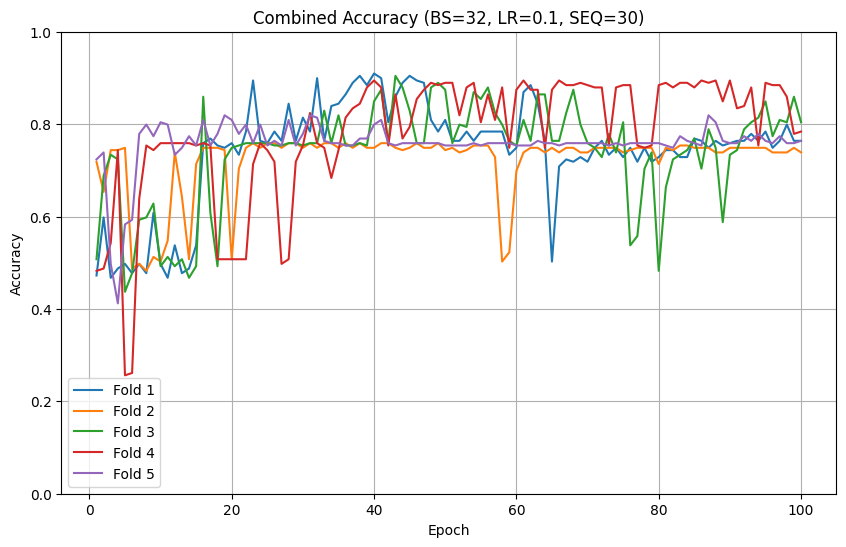 Combined Accuracy (BS=32, LR=0.1, SEQ=30)
1.0
0.8
0.6
0.4
0.2
0.0
Accuracy
Fold 1
Fold 2
Fold 3
Fold 4
Fold 5
0 20 40 60 80 100
Epoch